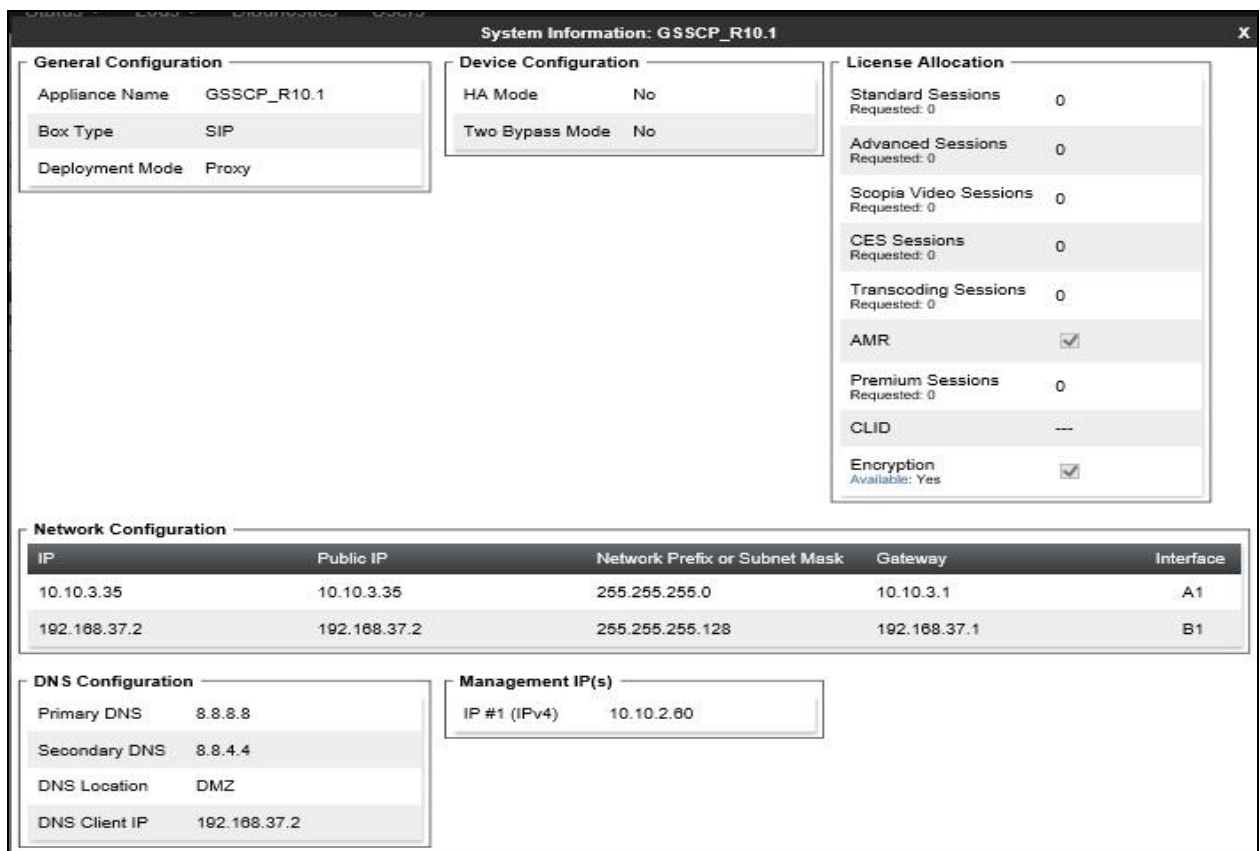 Status Logs Diagnostics Users
System Information: GSSCP_R10.1 X
General Configuration
Appliance Name GSSCP_R10.1
Box Type SIP
Deployment Mode Proxy
Device Configuration
HA Mode No
Two Bypass Mode No
License Allocation
Standard Sessions 0
Requested: 0
Advanced Sessions 0
Requested: 0
Scopia Video Sessions 0
Requested: 0
CES Sessions 0
Requested: 0
Transcoding Sessions 0
Requested: 0
AMR
Premium Sessions 0
Requested: 0
CLID ---
Encryption
Available: Yes
Network Configuration
IP Public IP Network Prefix or Subnet Mask Gateway Interface
10.10.3.35 10.10.3.35 255.255.255.0 10.10.3.1 A1
192.168.37.2 192.168.37.2 255.255.255.128 192.168.37.1 B1
DNS Configuration
Primary DNS 8.8.8.8
Secondary DNS 8.8.4.4
DNS Location DMZ
DNS Client IP 192.168.37.2
Management IP(s)
IP #1 (IPv4) 10.10.2.60